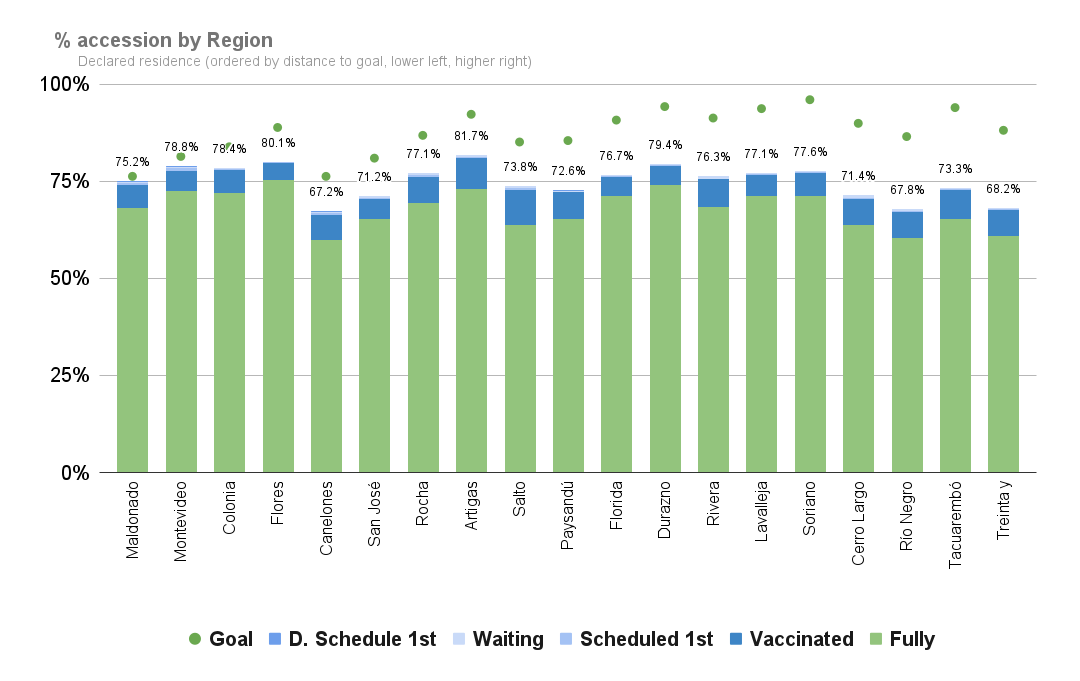 % accession by Region
Declared residence (ordered by distance to goal, lower left, higher right)
100%
75%
50%
25%
0%
75.2%
78.8%
78.4%
80.1%
67.2%
71.2%
77.1%
81.7%
73.8%
72.6%
76.7%
79.4%
76.3%
77.1%
77.6%
71.4%
67.8%
73.3%
68.2%
Maldonado
Montevideo
Colonia
Flores
Canelones
San José
Rocha
Artigas
Salto
Paysandú
Florida
Durazno
Rivera
Lavalleja
Soriano
Cerro Largo
Río Negro
Tacuarembó
Treinta y
Goal D. Schedule 1st Waiting Scheduled 1st Vaccinated Fully